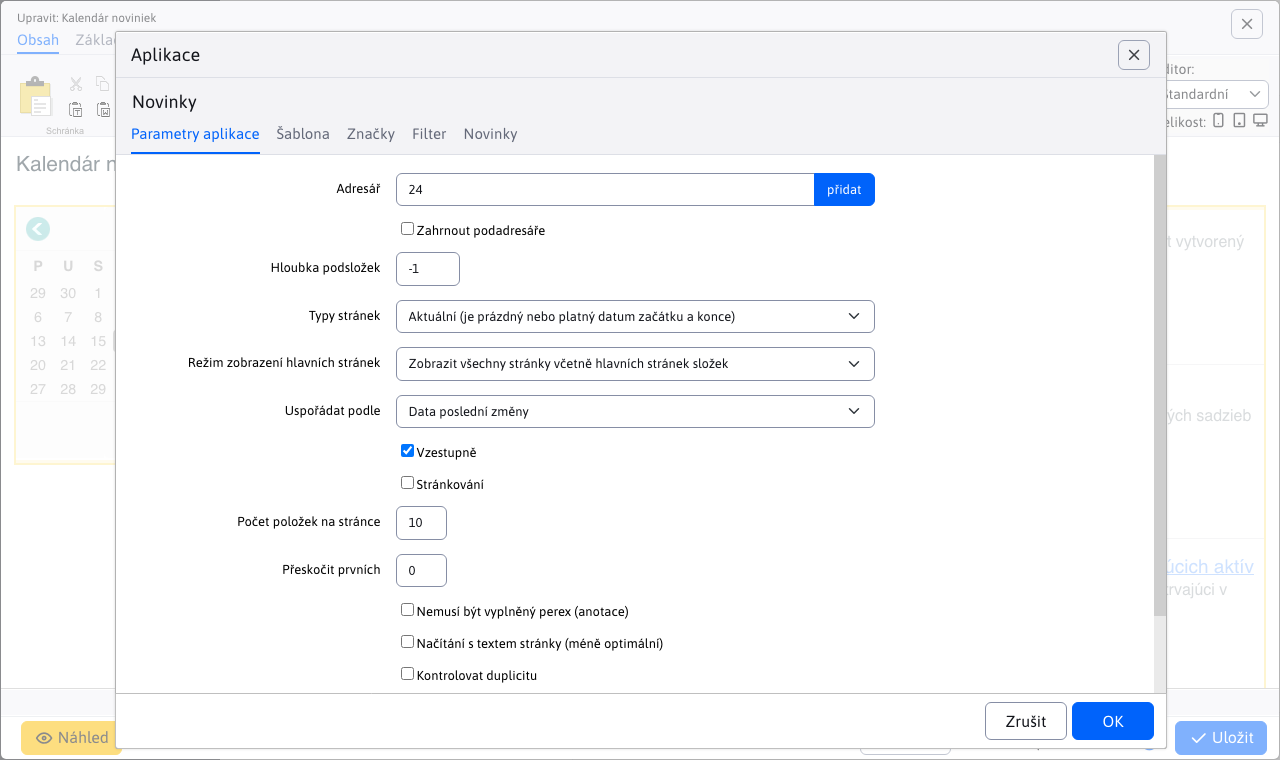 Upravit: Kalendár noviniek
Obsah Základ
Schránka
ditor:
Standardní
elikost:
Kalendár n
P U S
29 30 1
6 7 8
13 14 15
20 21 22
27 28 29
t vytvorený
ých sadzieb
úcich aktív
rvajúci v
Náhled
Uložit
Aplikace
Novinky
Parametry aplikace Šablona Značky Filter Novinky
Adresář 24 přidat
Zahrnout podadresáře
Hloubka podsložek -1
Typy stránek Aktuální (je prázdný nebo platný datum začátku a konce)
Režim zobrazení hlavních stránek Zobrazit všechny stránky včetně hlavních stránek složek
Uspořádat podle Data poslední změny
Vzestupně
Stránkování
Počet položek na stránce 10
Přeskočit prvních 0
Nemusí být vyplněný perex (anotace)
Načítání s textem stránky (méně optimální)
Kontrolovat duplicitu
Zrušit OK